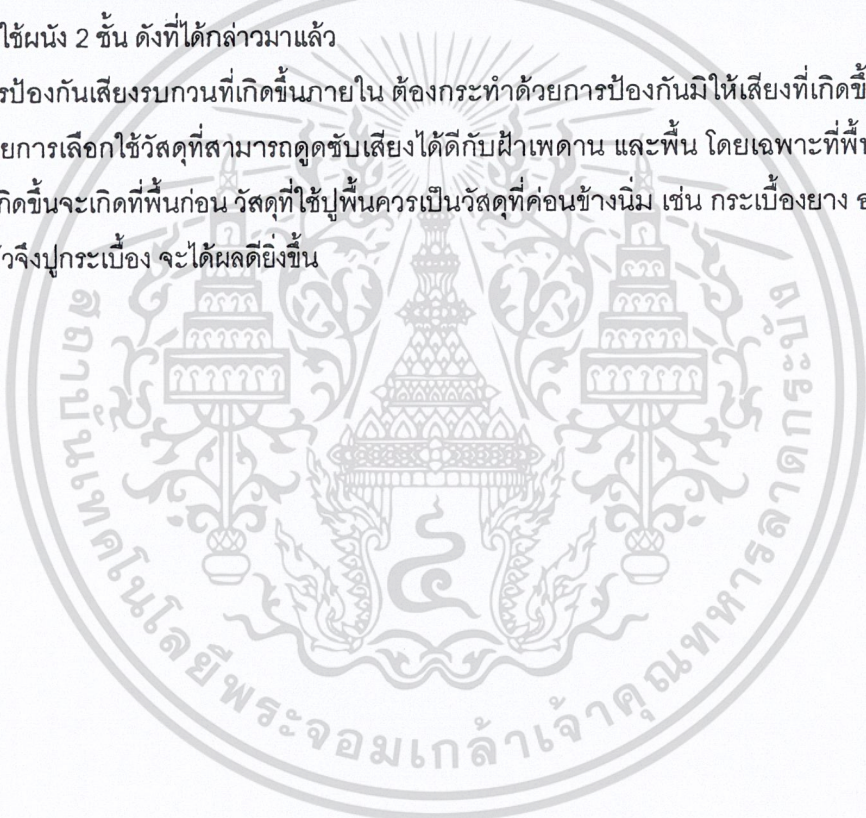 ใช้ผนัง 2 ชั้น ดังที่ได้กล่าวมาแล้ว
รป้องกันเสียงรบกวนที่เกิดขึ้นภายใน ต้องกระทำด้วยการป้องกันมิให้เสียงที่เกิดขึ้
ยการเลือกใช้วัสดุที่สามารถดูดซับเสียงได้ดีกับฝ้าเพดาน และพื้น โดยเฉพาะที่พื้น
กิดขึ้นจะเกิดที่พื้นก่อน วัสดุที่ใช้ปูพื้นควรเป็นวัสดุที่ค่อนข้างนิ่ม เช่น กระเบื้องยาง
วจึงปูกระเบื้อง จะได้ผลดียิ่งขึ้น
สถาบันเทคโนโลยีพระจอมเกล้าเจ้าคุณทหารลาดกระบัง
๔